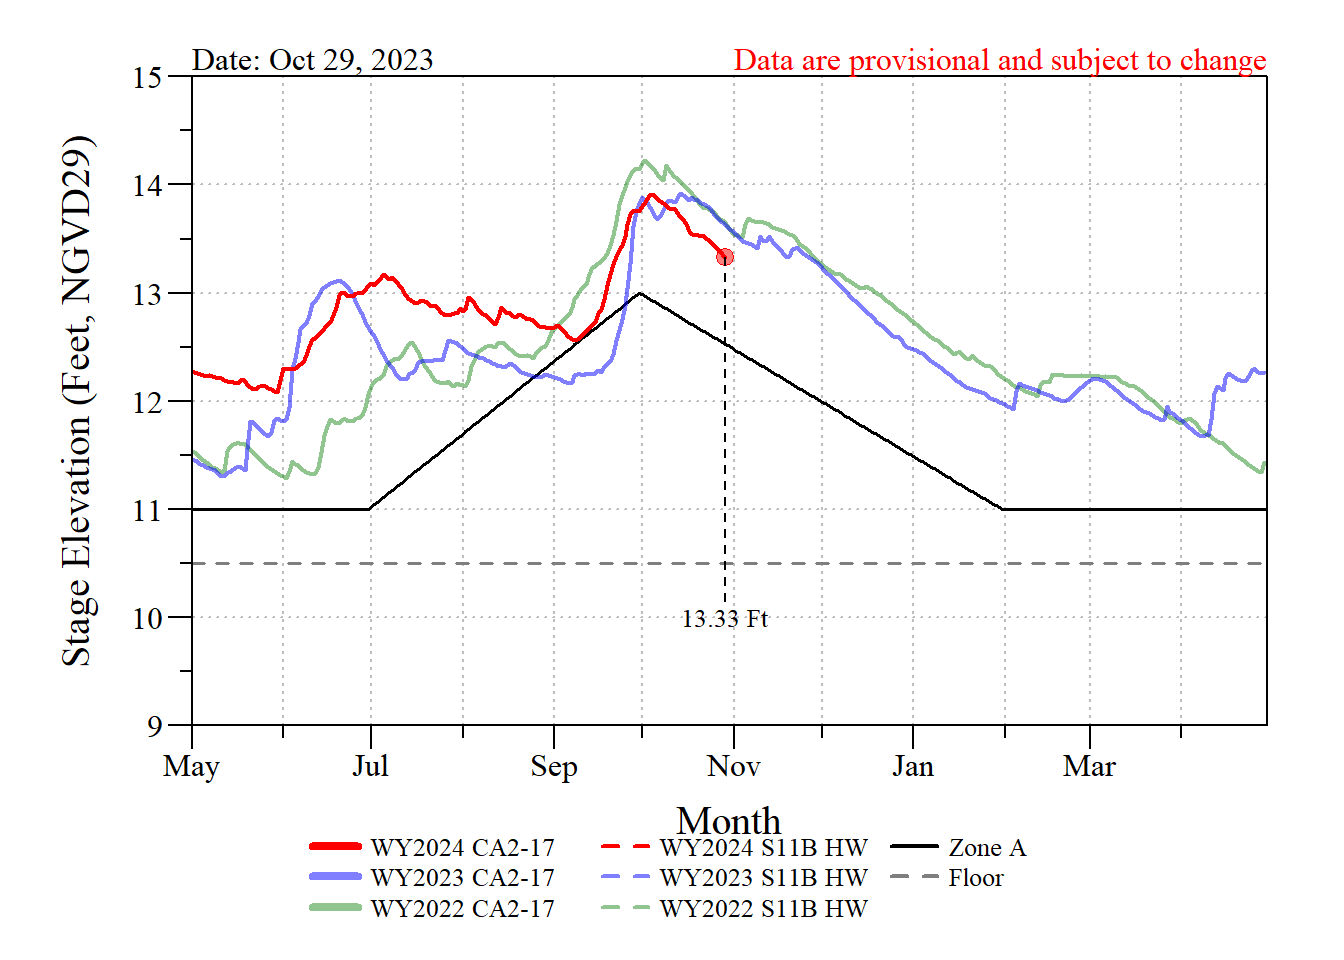 Date: Oct 29, 2023
Data are provisional and subject to change
Stage Elevation (Feet, NGVD29)
15
14
13
12
11
10
9
13.33 Ft
May
Jul
Sep
Nov
Jan
Mar
Month
WY2024 CA2-17
WY2024 S11B HW
Zone A
WY2023 CA2-17
WY2023 S11B HW
Floor
WY2022 CA2-17
WY2022 S11B HW